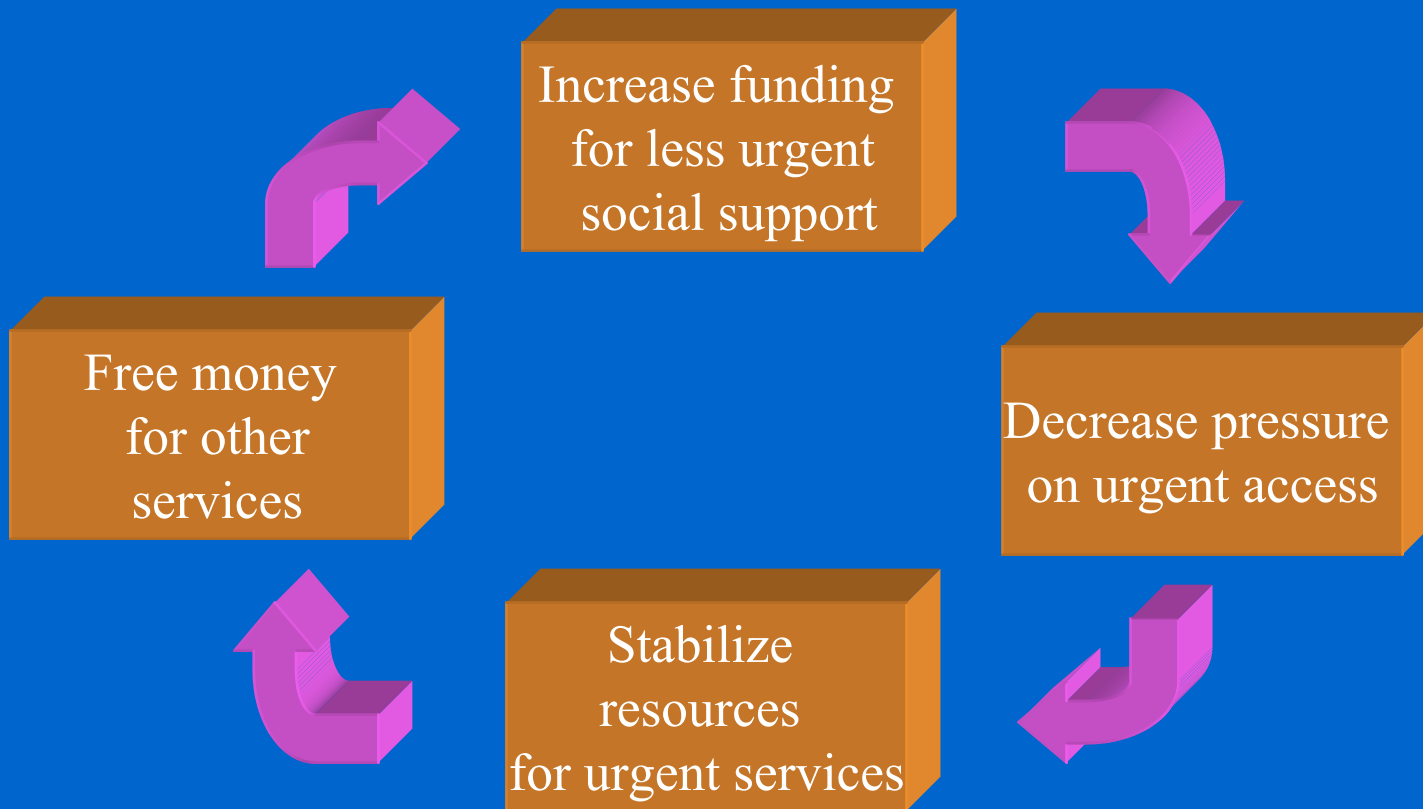 Increase funding
for less urgent
social support
Free money
for other
services
Decrease pressure
on urgent access
Stabilize
resources
for urgent services